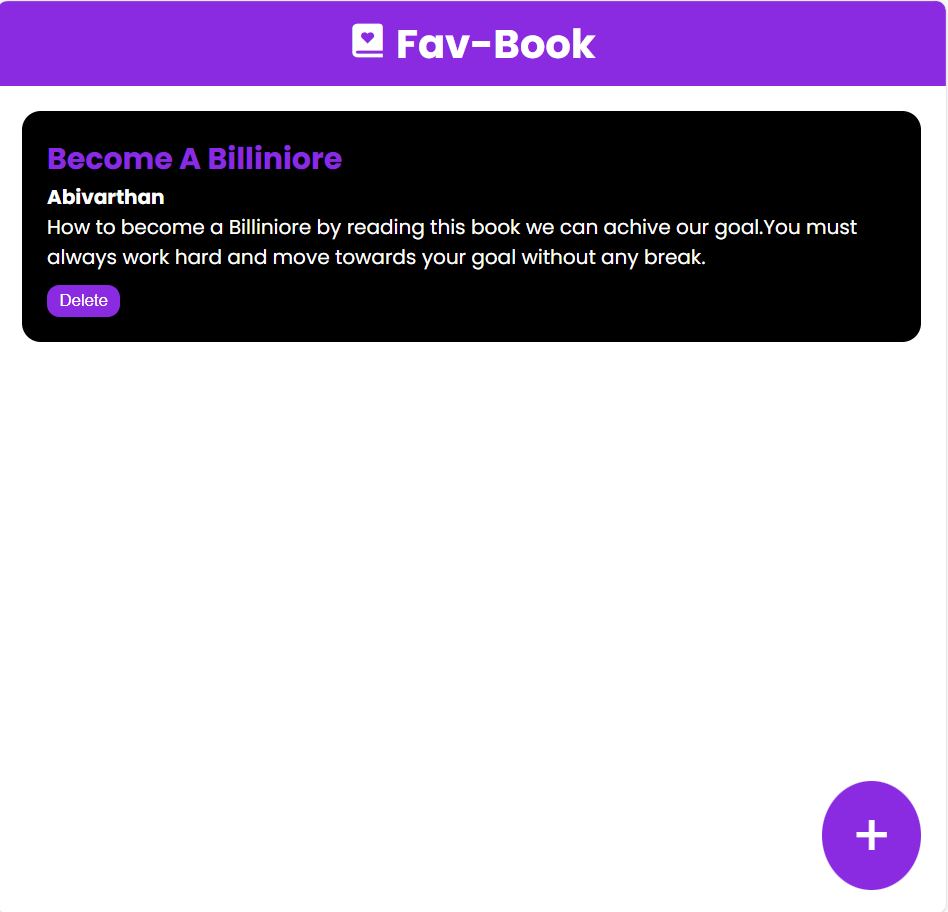 Fav-Book
Become A Billiniore
Abivarthan
How to become a Billiniore by reading this book we can achive our goal.You must
always work hard and move towards your goal without any break.
Delete
+